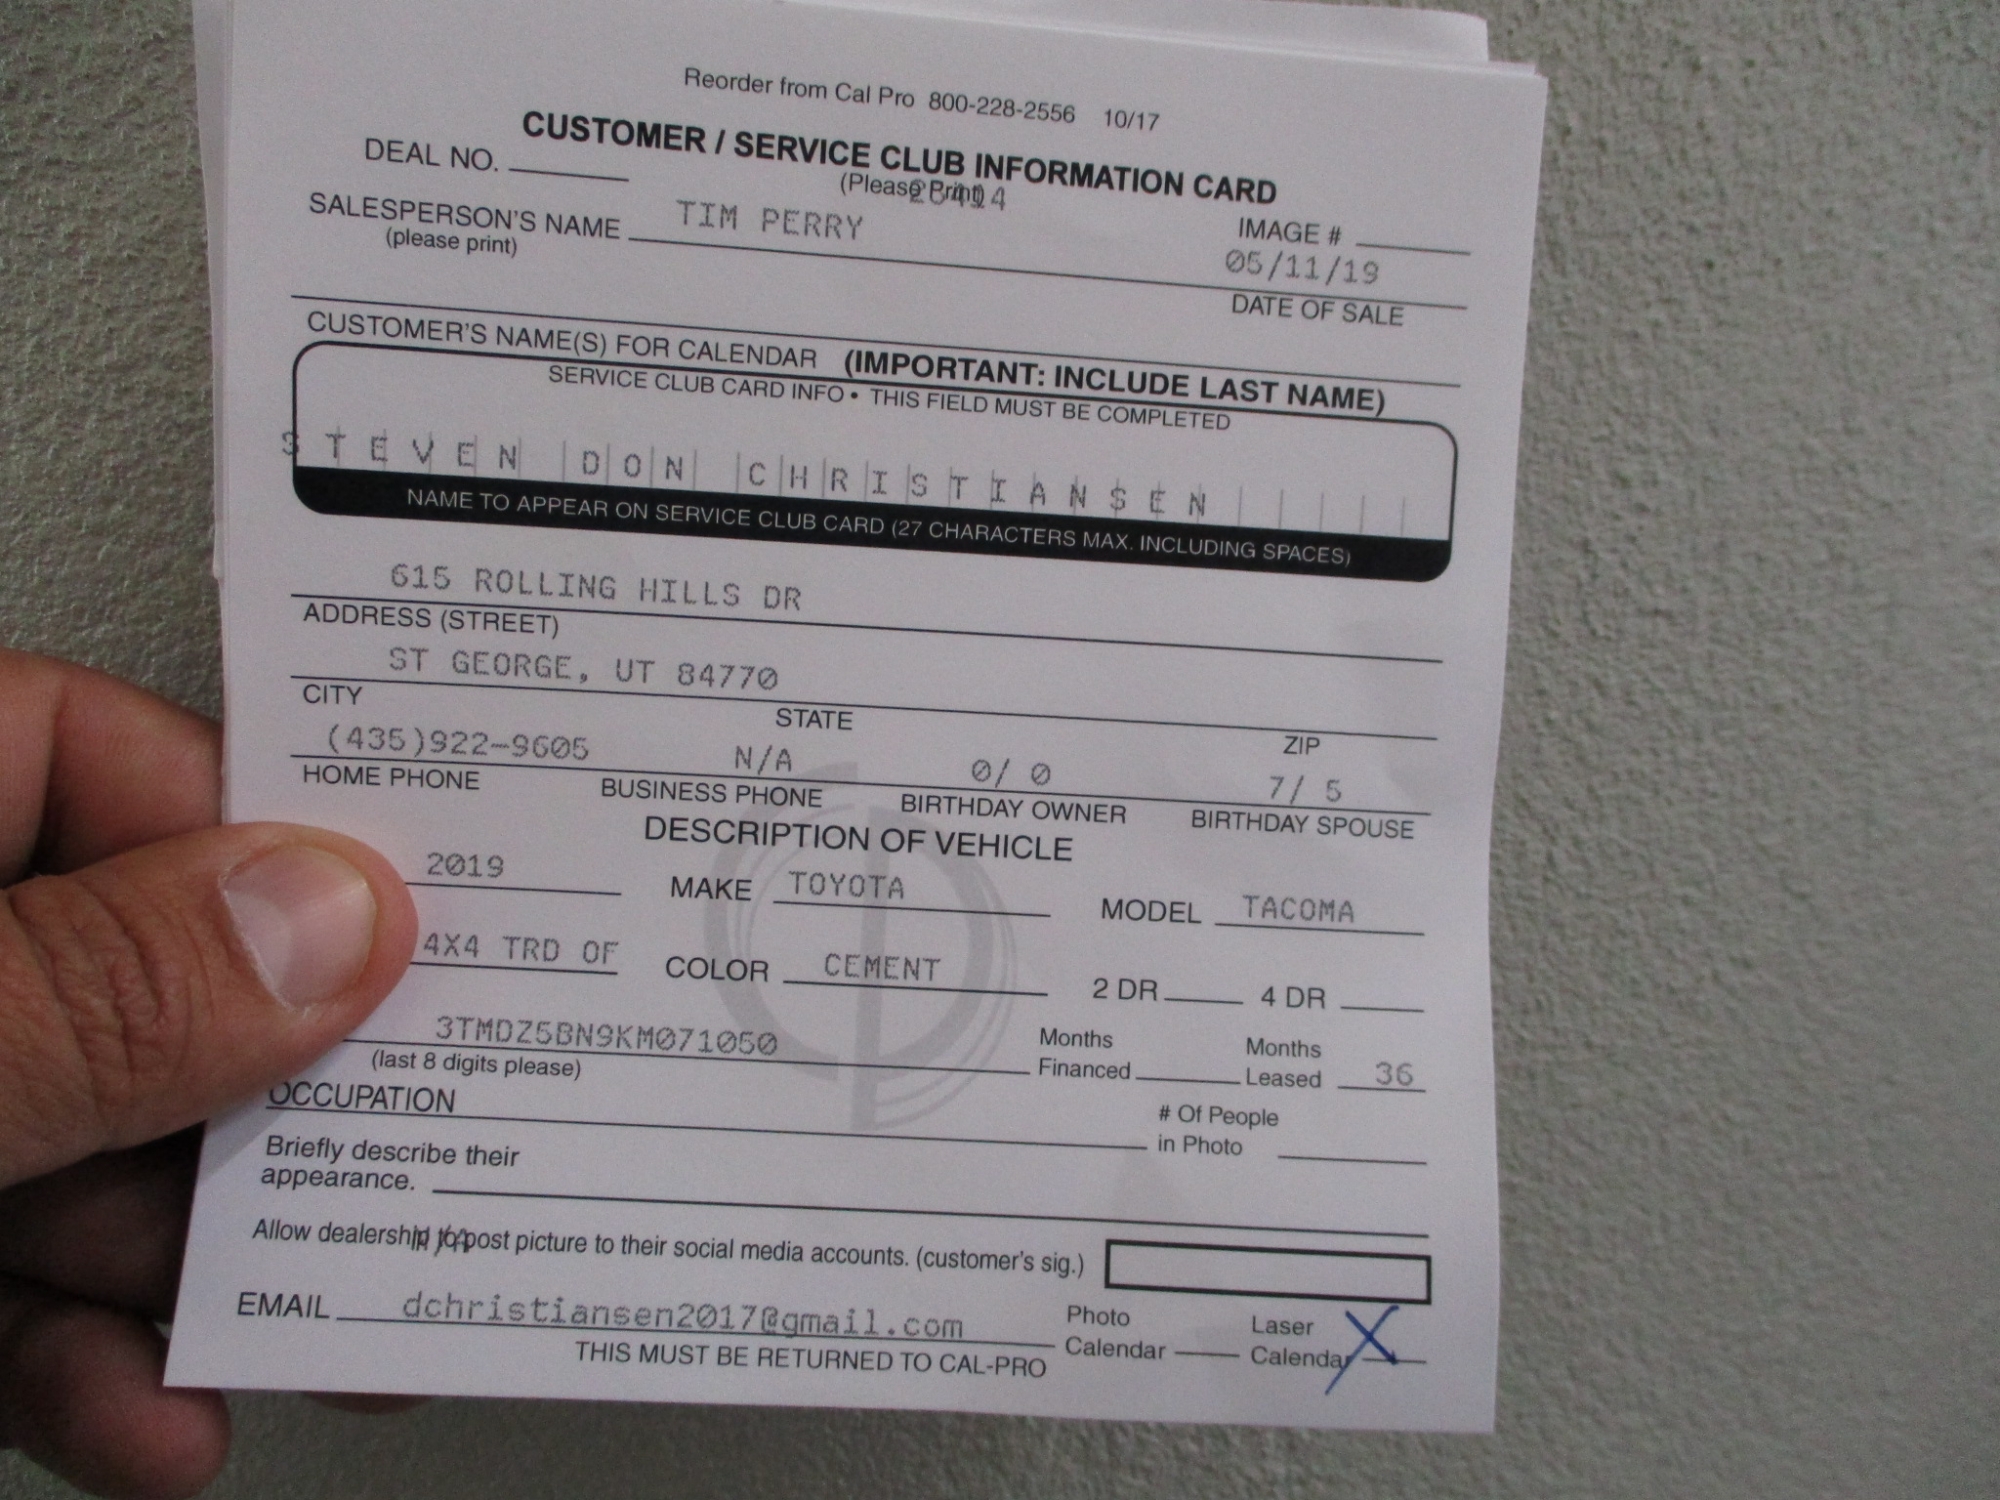 Reorder from Cal Pro 800-228-2556 10/17
CUSTOMER / SERVICE CLUB INFORMATION CARD
DEAL NO.
(Please Print)
SALESPERSON'S NAME TIM PERRY IMAGE #
(please print) 05/11/19
DATE OF SALE
CUSTOMER'S NAME(S) FOR CALENDAR (IMPORTANT: INCLUDE LAST NAME)
SERVICE CLUB CARD INFO • THIS FIELD MUST BE COMPLETED
STEVEN DON CHRISTIANSEN
NAME TO APPEAR ON SERVICE CLUB CARD (27 CHARACTERS MAX. INCLUDING SPACES)
615 ROLLING HILLS DR
ADDRESS (STREET)
ST GEORGE, UT 84770
CITY STATE ZIP
(435)922-9605 N/A 0/ 0 7/ 5
HOME PHONE BUSINESS PHONE BIRTHDAY OWNER BIRTHDAY SPOUSE
DESCRIPTION OF VEHICLE
2019 MAKE TOYOTA MODEL TACOMA
4X4 TRD OF COLOR CEMENT 2 DR 4 DR
3TMDZ5BN9KM071050 Months Financed Months Leased 36
(last 8 digits please)
OCCUPATION # Of People in Photo
Briefly describe their
appearance.
N/A
Allow dealership to post picture to their social media accounts. (customer's sig.)
EMAIL dchristiansen2017@gmail.com Photo Calendar Laser Calendar X
THIS MUST BE RETURNED TO CAL-PRO